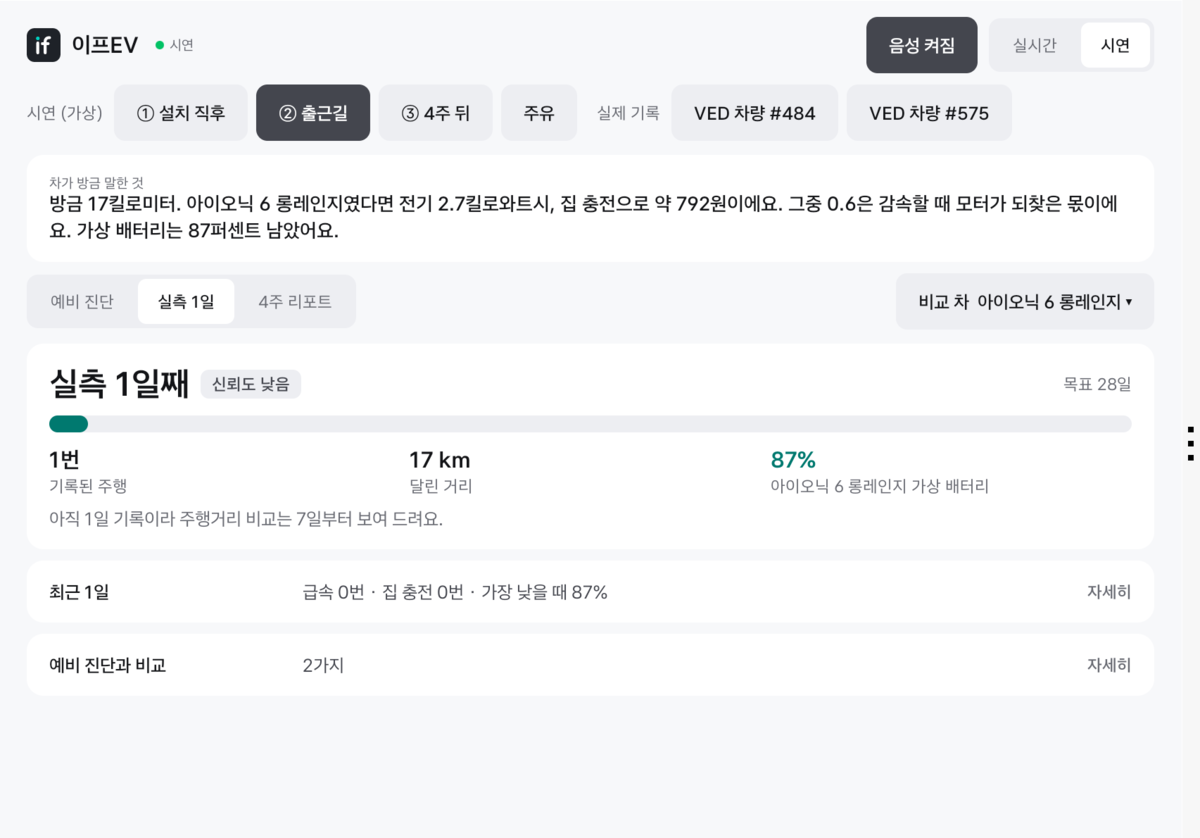 if 이프EV 시연 음성 켜짐 실시간 시연
시연 (가상) ① 설치 직후 ② 출근길 ③ 4주 뒤 주유 실제 기록 VED 차량 #484 VED 차량 #575
차가 방금 말한 것
방금 17킬로미터. 아이오닉 6 롱레인지였다면 전기 2.7킬로와트시, 집 충전으로 약 792원이에요. 그중 0.6은 감속할 때 모터가 되찾은 몫이에
요. 가상 배터리는 87퍼센트 남았어요.
예비 진단 실측 1일 4주 리포트 비교 차 아이오닉 6 롱레인지 ▾
실측 1일째 신뢰도 낮음 목표 28일
1번 17 km 87%
기록된 주행 달린 거리 아이오닉 6 롱레인지 가상 배터리
아직 1일 기록이라 주행거리 비교는 7일부터 보여 드려요.
최근 1일 급속 0번 · 집 충전 0번 · 가장 낮을 때 87% 자세히
예비 진단과 비교 2가지 자세히